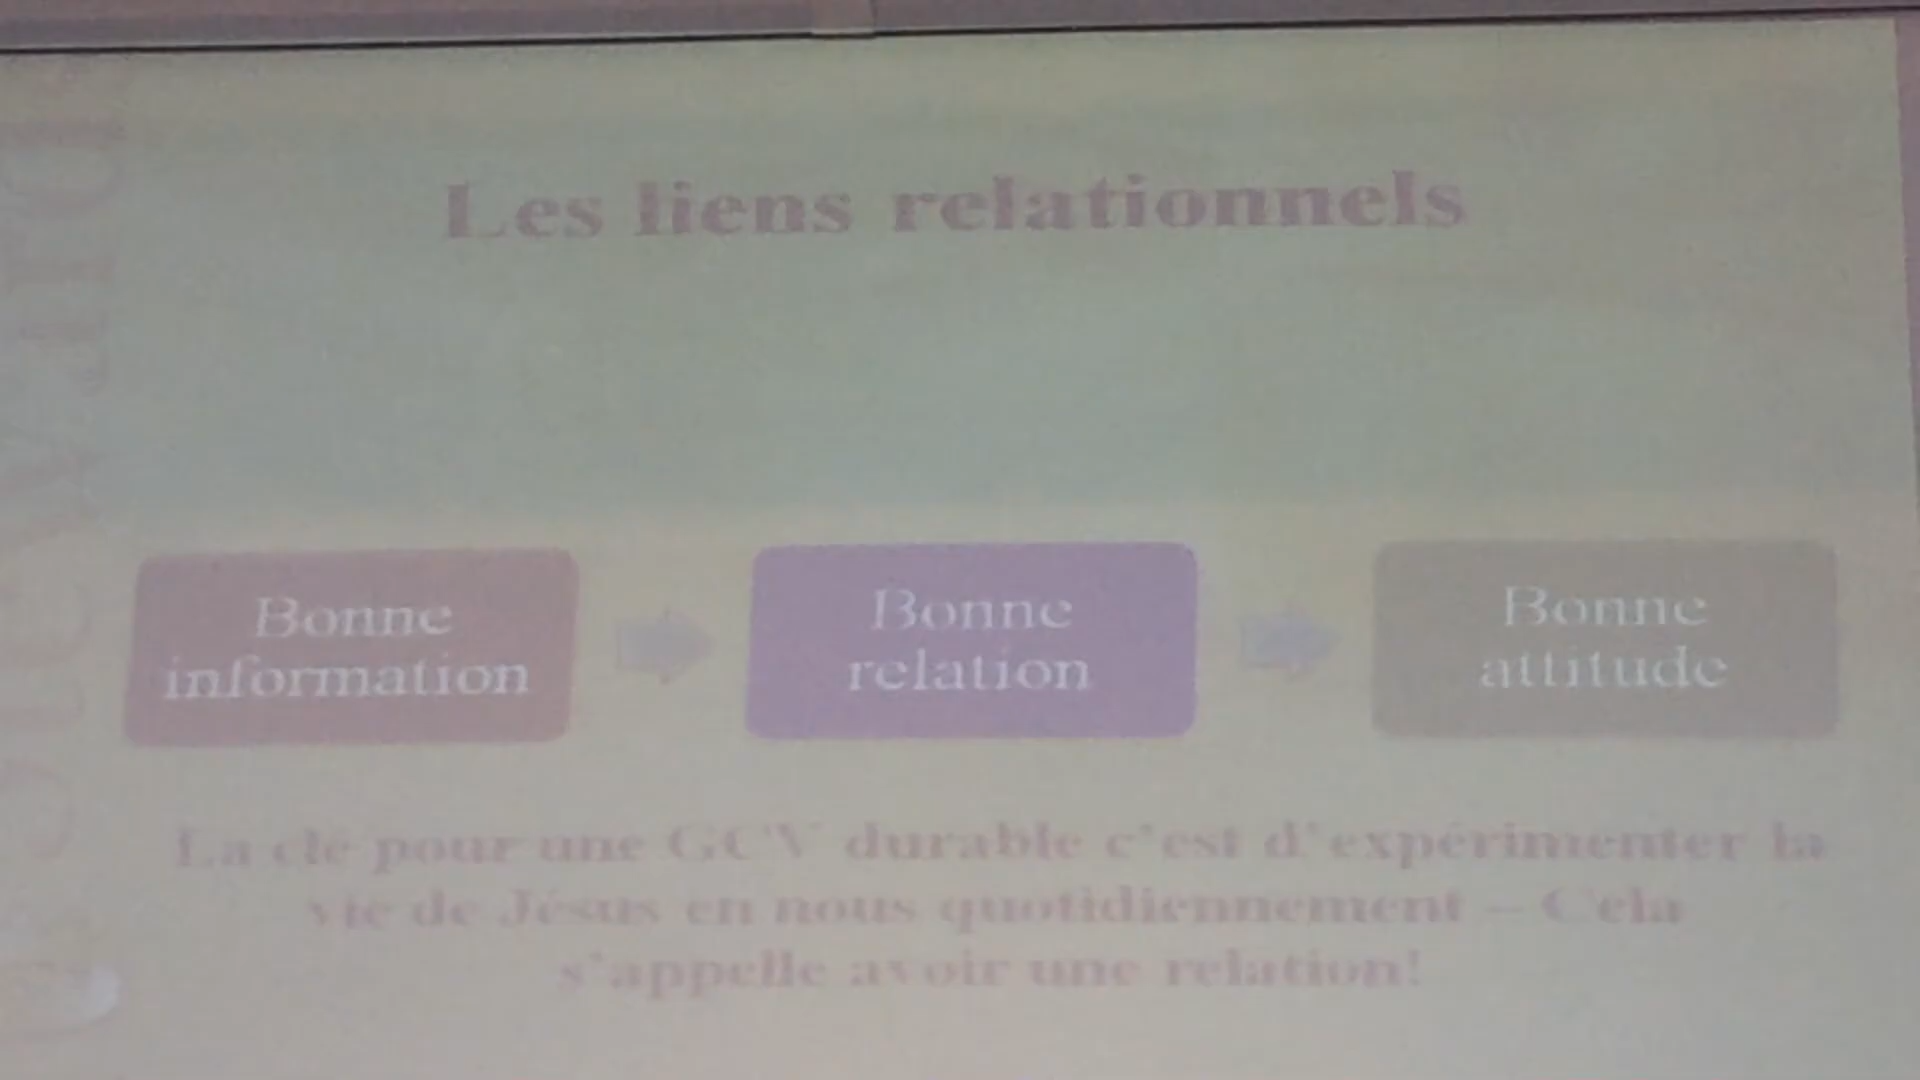 Les liens relationnels
Bonne
information
Bonne
relation
Bonne
attitude
La clé pour une GCV durable c'est d'expérimenter la
vie de Jésus en nous quotidiennement – Cela
s'appelle avoir une relation!